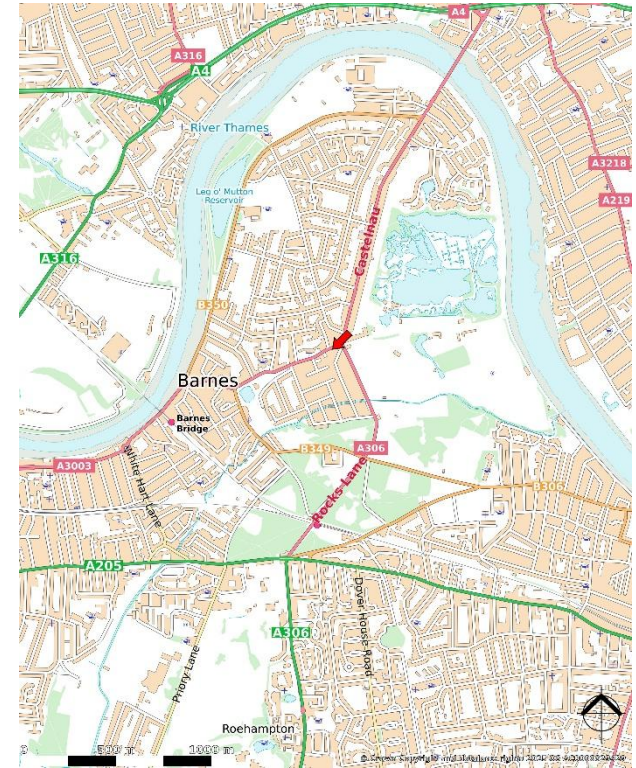 A4
A316
A4
River Thames
A3218
Leg o' Mutton
Reservoir
A219
Castelnau
A316
B350
Barnes
Barnes
Bridge
A306
B349
A3003
White Hart Lane
Rocks Lane
B306
A205
Dover House Road
A306
Priory Lane
Roehampton
0 500 m 1000 m